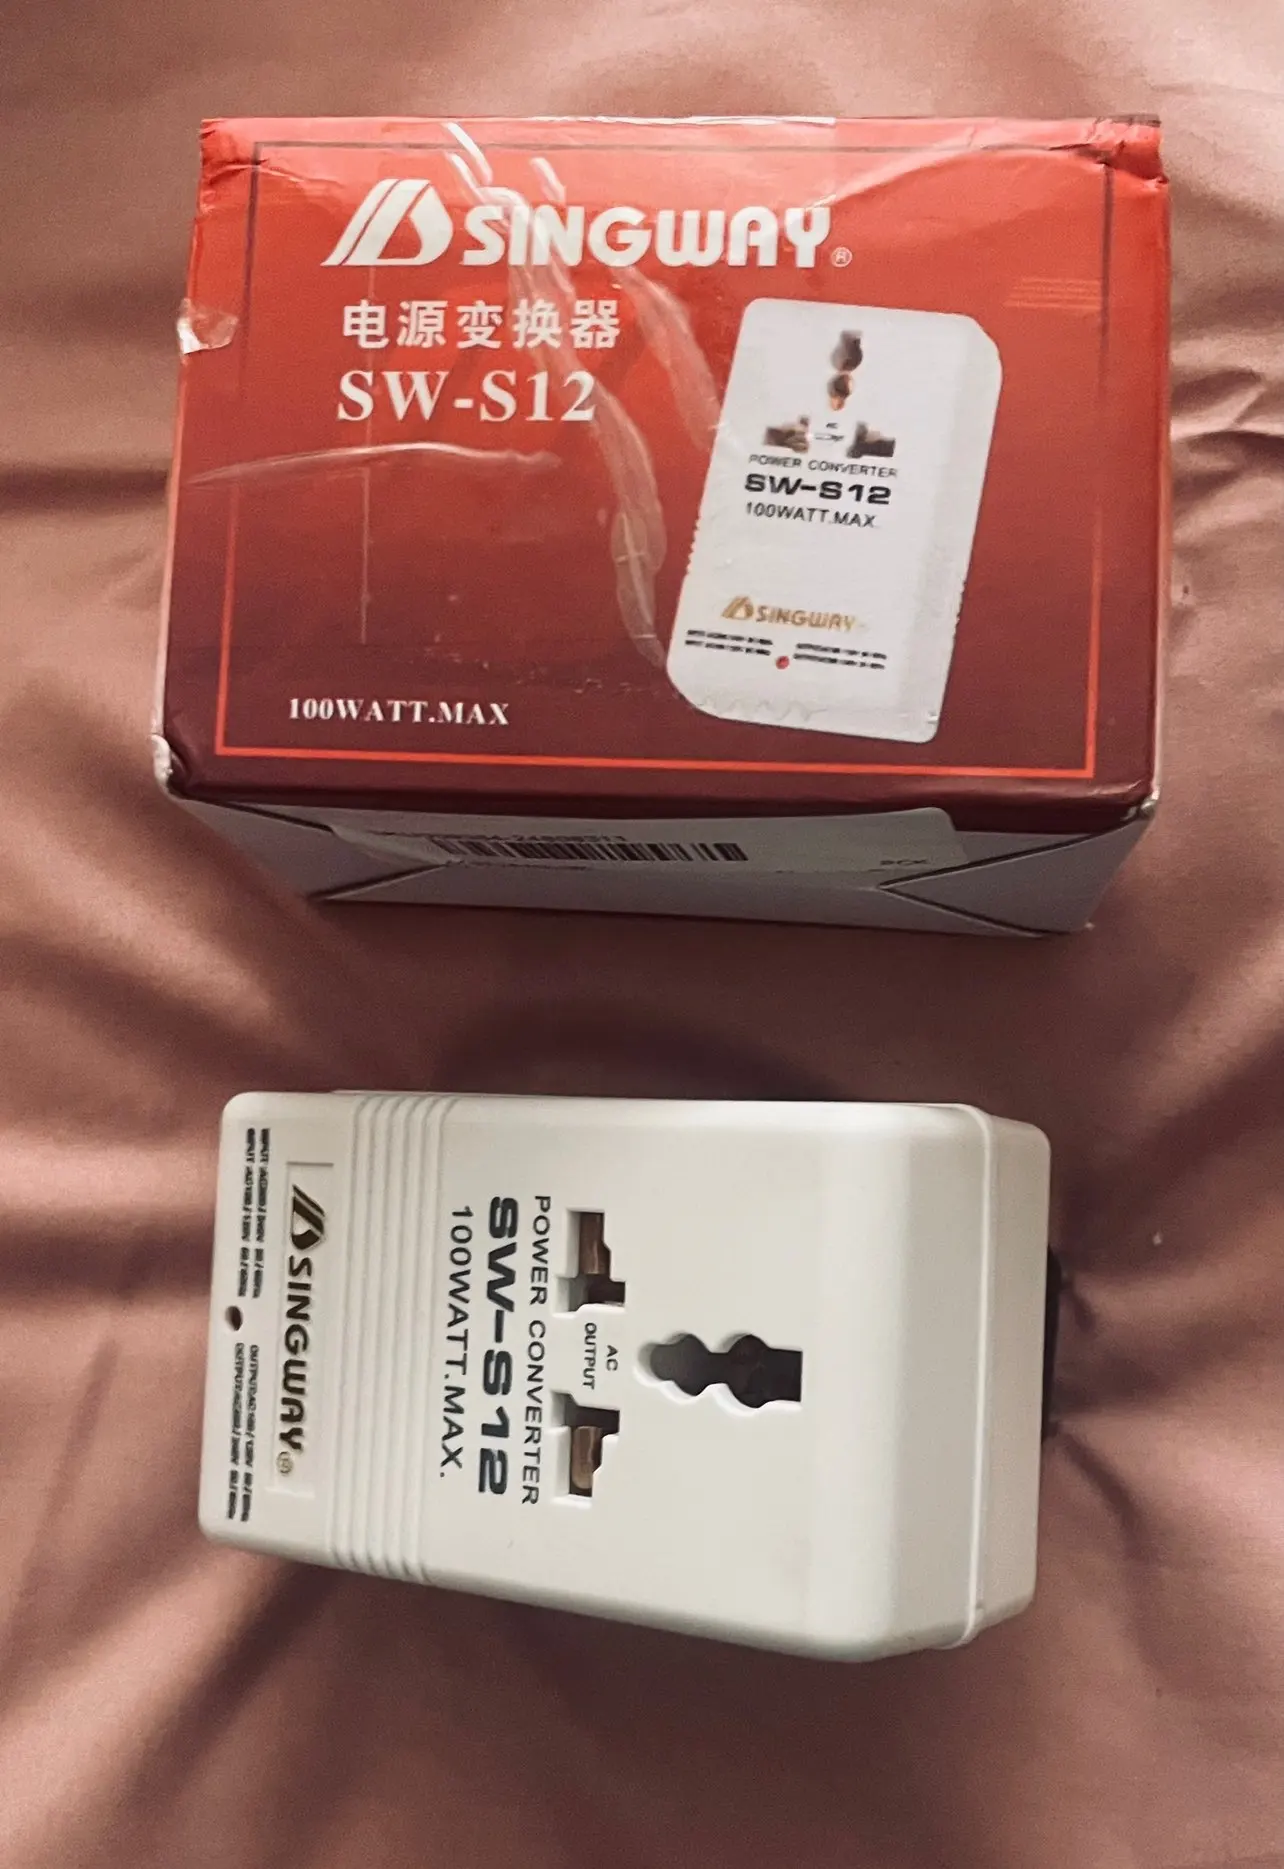 SINGWAY®
电源变换器
SW-S12
100WATT.MAX
AC
POWER CONVERTER
SW-S12
100WATT.MAX.
SINGWAY
AC
OUTPUT
POWER CONVERTER
SW-S12
100WATT.MAX.
SINGWAY®